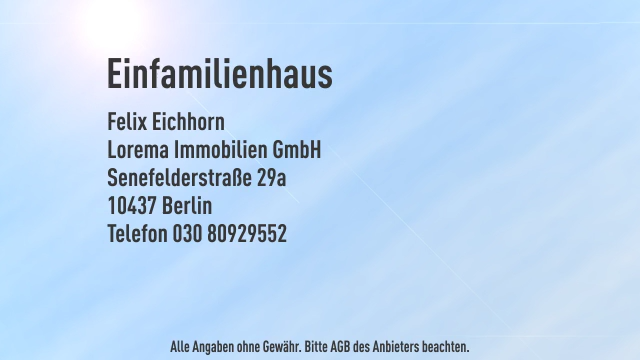 Einfamilienhaus
Felix Eichhorn
Lorema Immobilien GmbH
Senefelderstraße 29a
10437 Berlin
Telefon 030 80929552
Alle Angaben ohne Gewähr. Bitte AGB des Anbieters beachten.